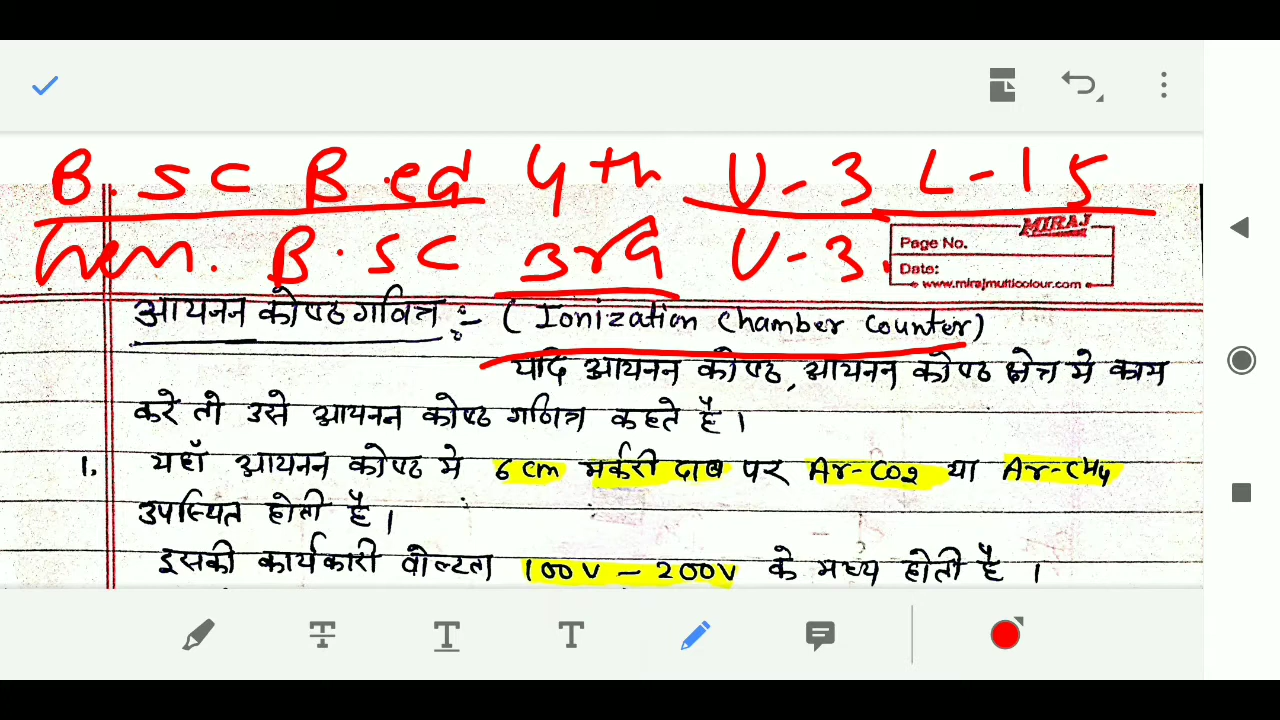 B.SC B.ed 4th U-3 L-15
Gen. B.SC 3rd U-3.
MIRAJ
Page No.
Date:
www.mirajmulticolour.com
आयनन कोष्ठ गवित्र :- ( Ionization Chamber Counter)
यदि आयनन कोष्ठ, आयनन कोष्ठ क्षेत्र मे काम
करे तो उसे आयनन कोष्ठ गणित्र कहते है ।
1. यहाँ आयनन कोष्ठ मे 6 cm मर्करी दाब पर Ar-CO2 या Ar-CH4
उपस्थित होती है ।
इसकी कार्यकारी वोल्टता 100V - 200V के मध्य होती है ।
T T T